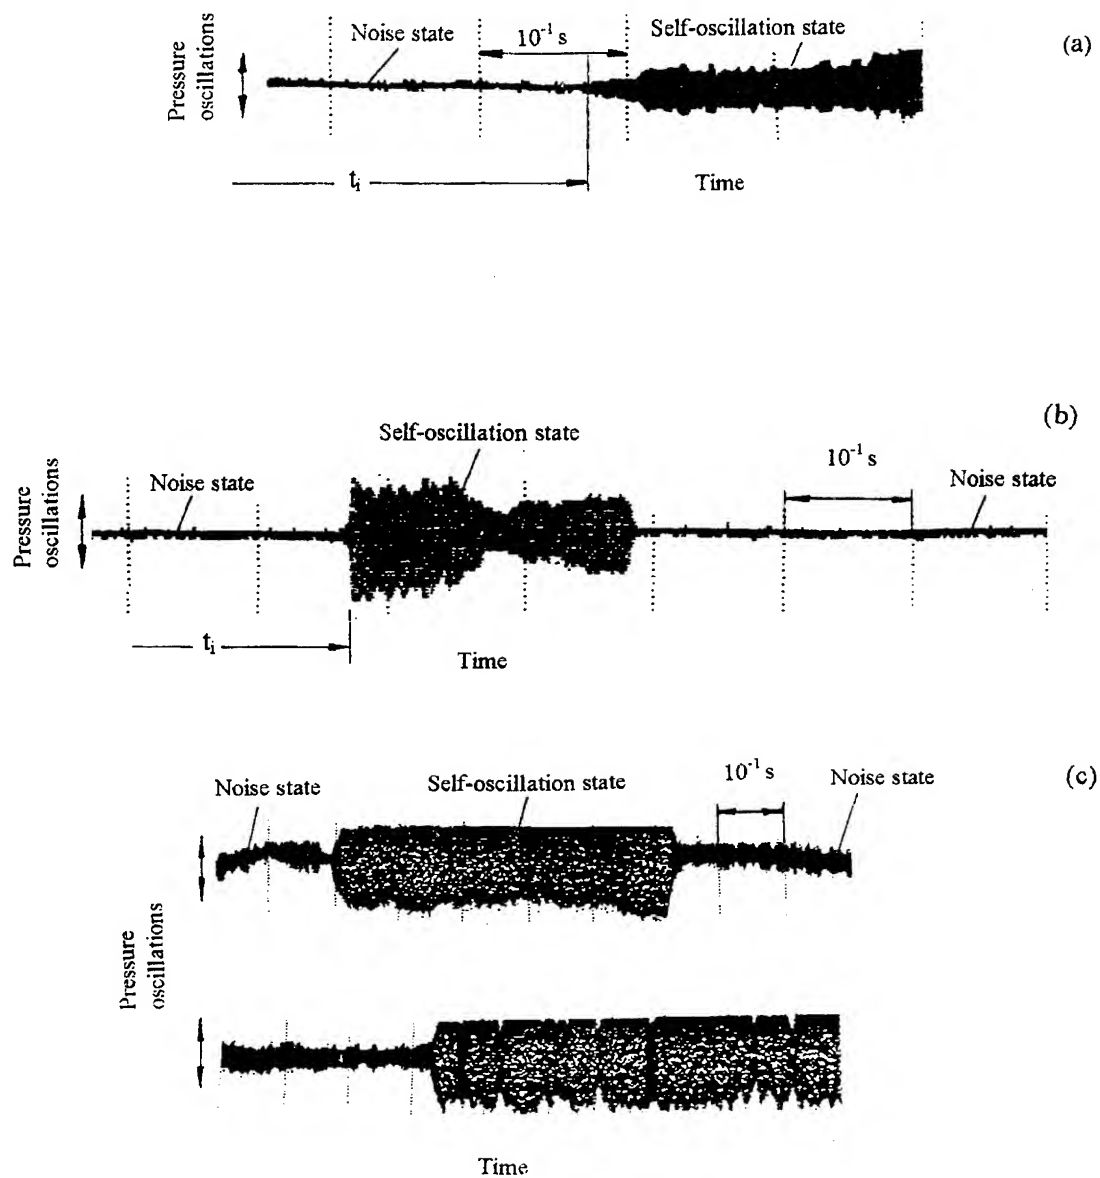 (a)
Pressure
oscillations
Noise state
10⁻¹ s
Self-oscillation state
tᵢ
Time
(b)
Pressure
oscillations
Noise state
Self-oscillation state
10⁻¹ s
Noise state
tᵢ
Time
(c)
Noise state
Self-oscillation state
10⁻¹ s
Noise state
Pressure
oscillations
Time